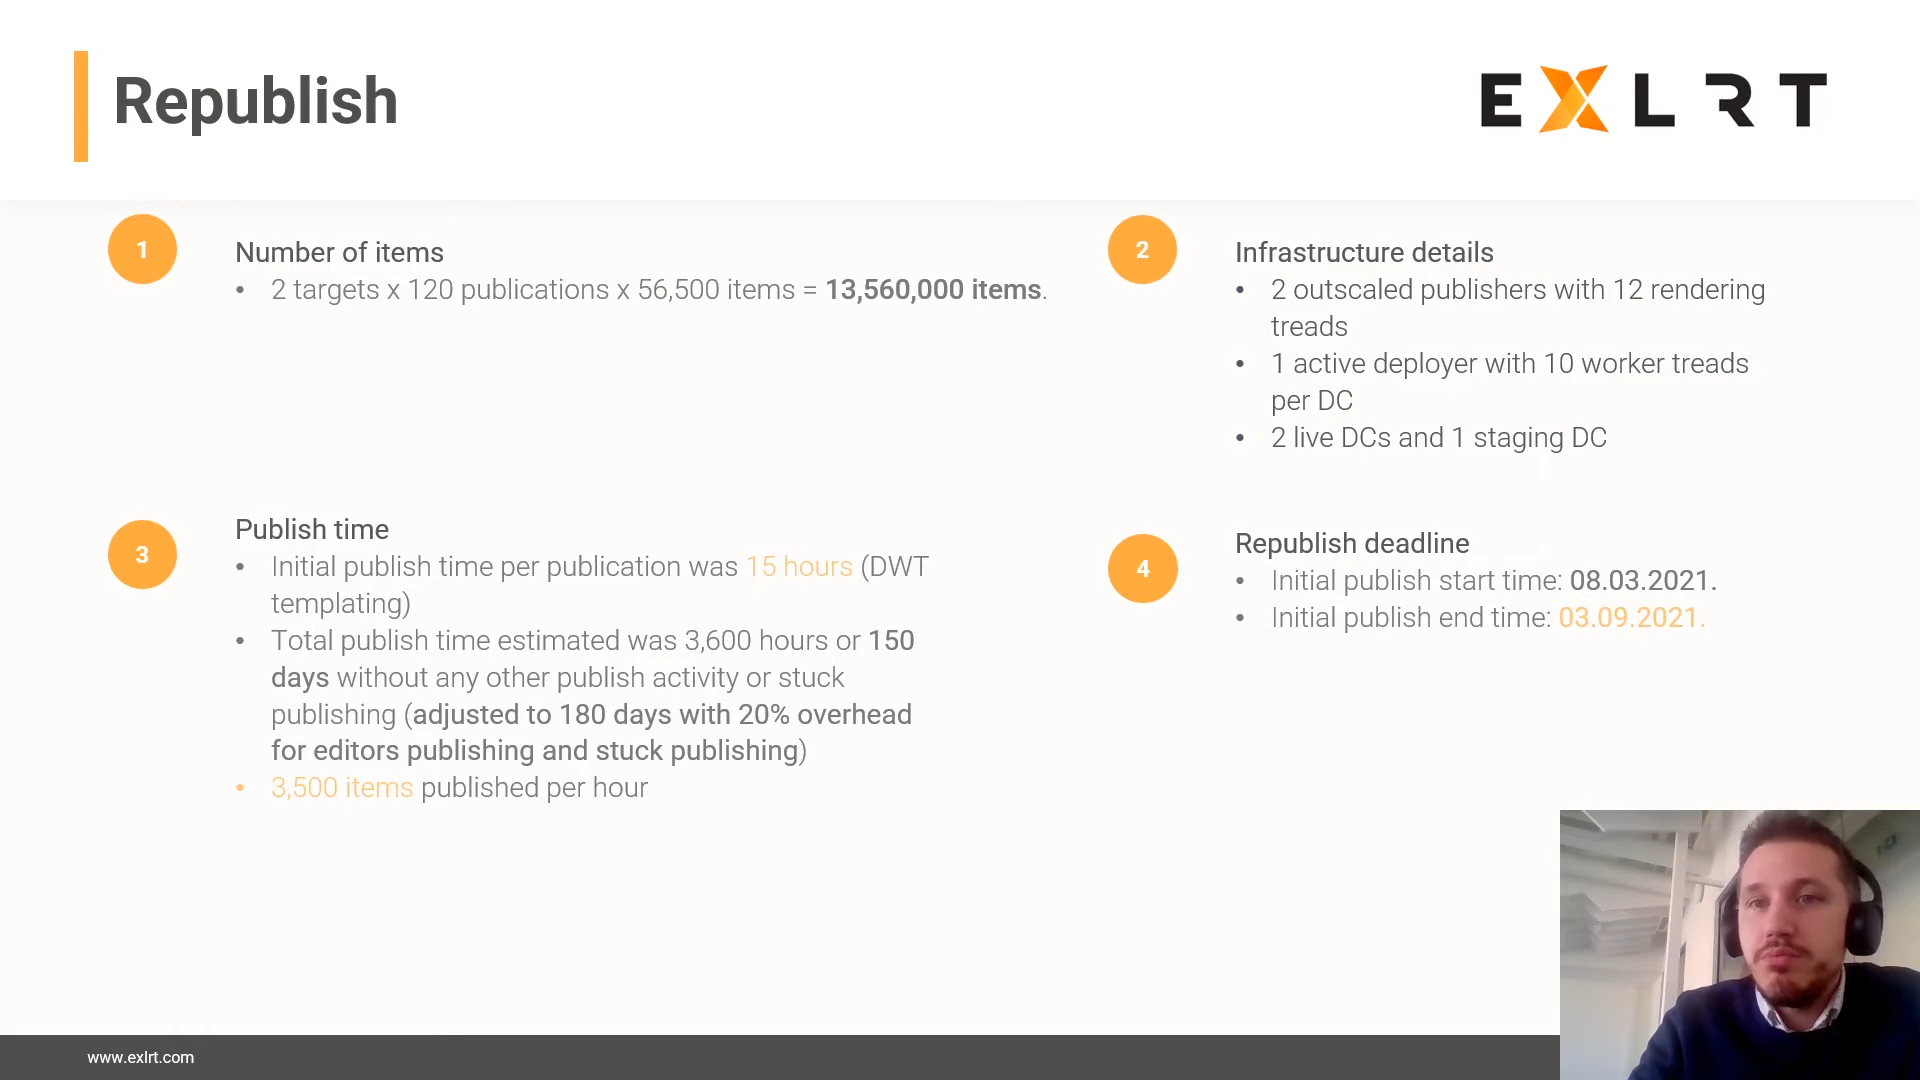 Republish
EXLRT
1
Number of items
• 2 targets x 120 publications x 56,500 items = 13,560,000 items.
2
Infrastructure details
• 2 outscaled publishers with 12 rendering
treads
• 1 active deployer with 10 worker treads
per DC
• 2 live DCs and 1 staging DC
3
Publish time
• Initial publish time per publication was 15 hours (DWT
templating)
• Total publish time estimated was 3,600 hours or 150
days without any other publish activity or stuck
publishing (adjusted to 180 days with 20% overhead
for editors publishing and stuck publishing)
• 3,500 items published per hour
4
Republish deadline
• Initial publish start time: 08.03.2021.
• Initial publish end time: 03.09.2021.
www.exlrt.com